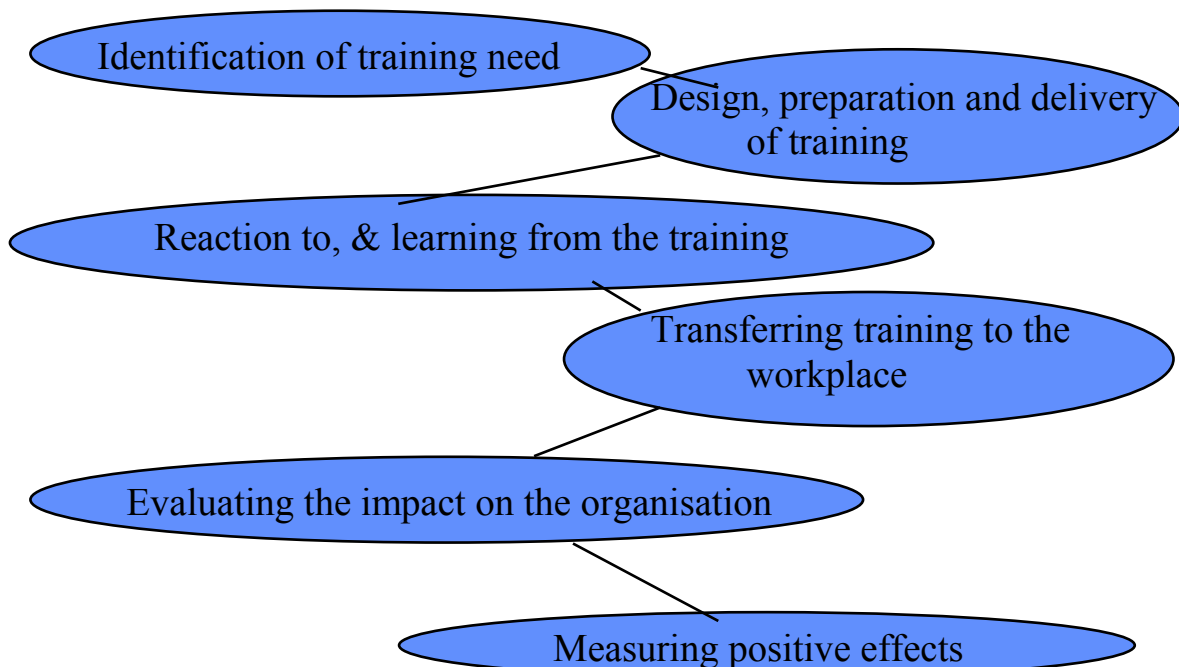 Identification of training need
Design, preparation and delivery
of training
Reaction to, & learning from the training
Transferring training to the
workplace
Evaluating the impact on the organisation
Measuring positive effects